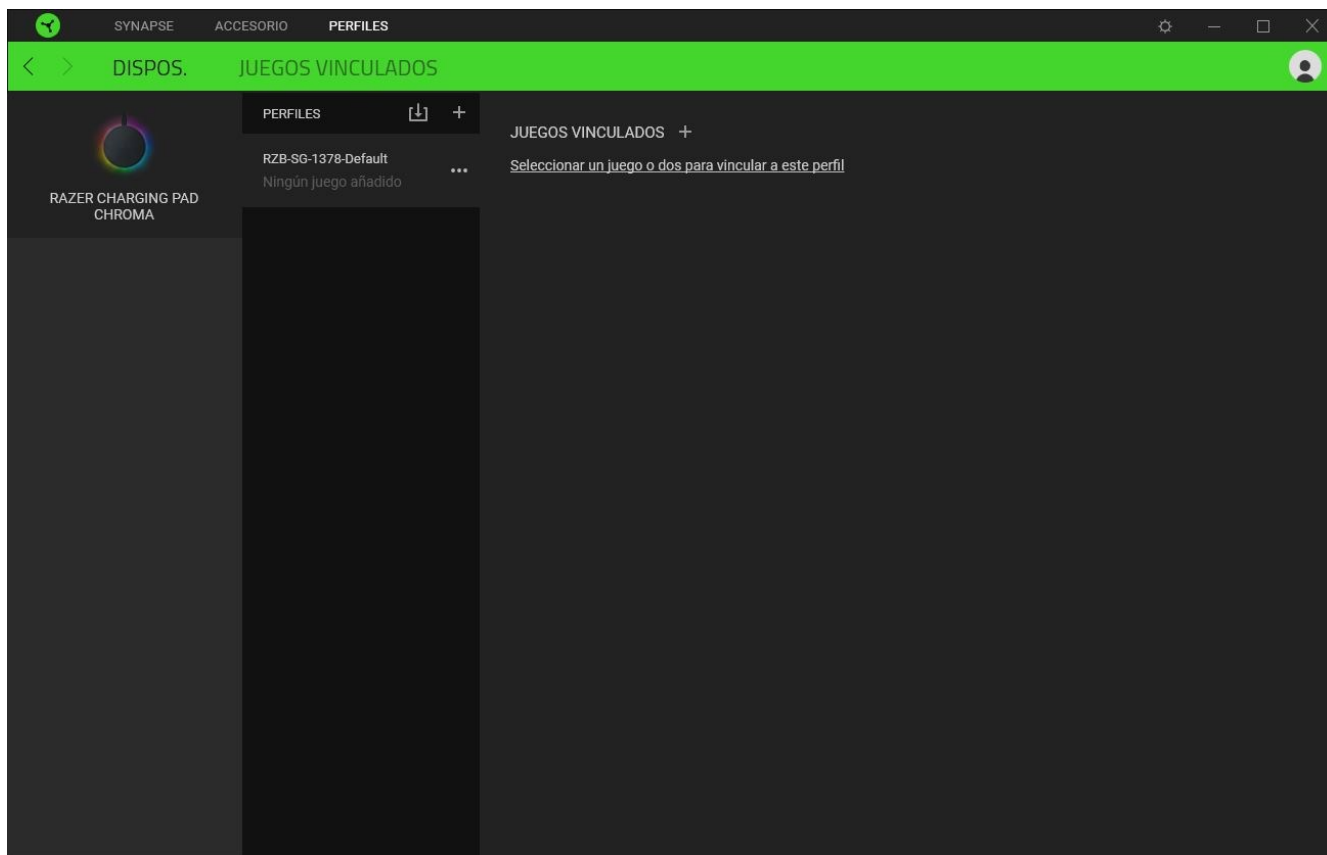 SYNAPSE ACCESORIO PERFILES
DISPOS. JUEGOS VINCULADOS
RAZER CHARGING PAD
CHROMA
PERFILES
RZB-SG-1378-Default
Ningún juego añadido
JUEGOS VINCULADOS
Seleccionar un juego o dos para vincular a este perfil